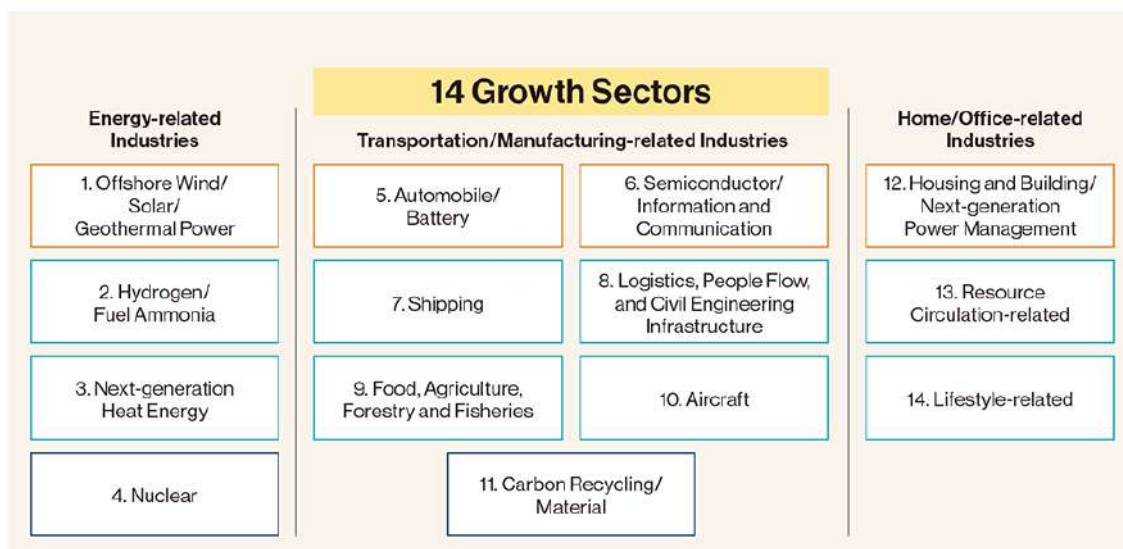 14 Growth Sectors
Energy-related
Industries
1. Offshore Wind/
Solar/
Geothermal Power
2. Hydrogen/
Fuel Ammonia
3. Next-generation
Heat Energy
4. Nuclear
Transportation/Manufacturing-related Industries
5. Automobile/
Battery
6. Semiconductor/
Information and
Communication
7. Shipping
8. Logistics, People Flow,
and Civil Engineering
Infrastructure
9. Food, Agriculture,
Forestry and Fisheries
10. Aircraft
11. Carbon Recycling/
Material
Home/Office-related
Industries
12. Housing and Building/
Next-generation
Power Management
13. Resource
Circulation-related
14. Lifestyle-related